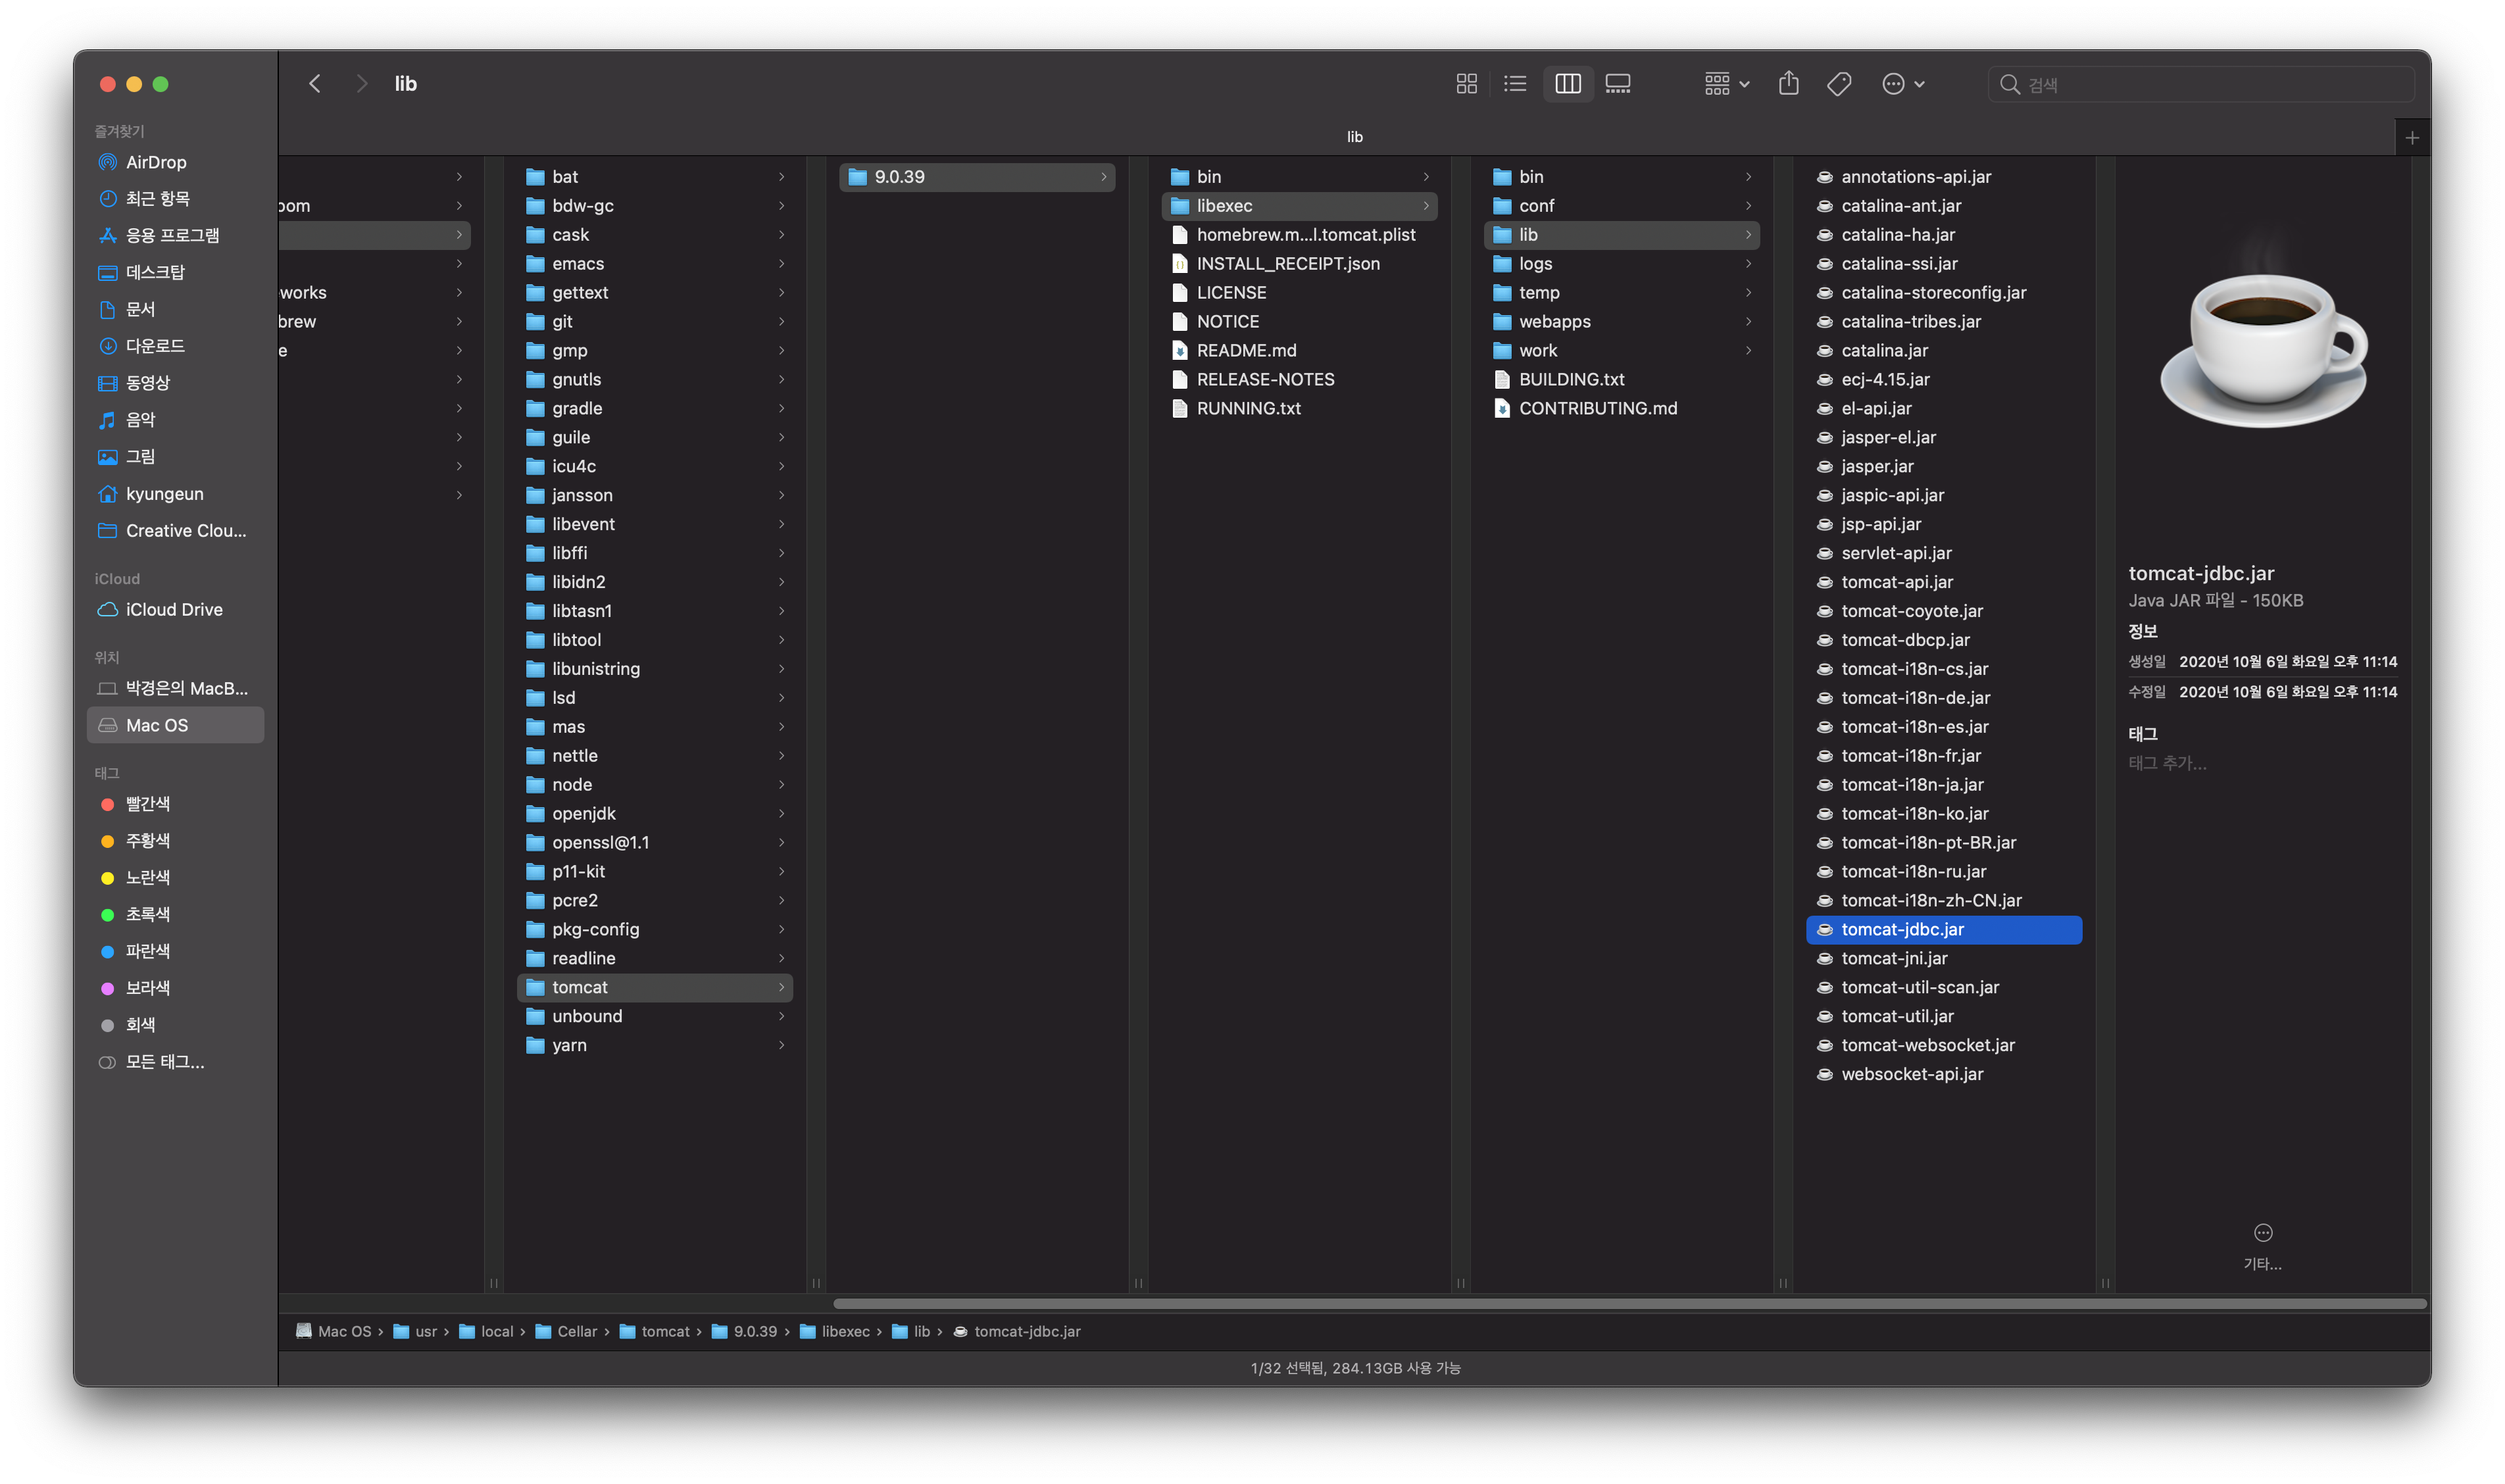 lib
검색
lib
즐겨찾기
AirDrop
최근 항목
응용 프로그램
데스크탑
문서
다운로드
동영상
음악
그림
kyungeun
Creative Clou...
iCloud
iCloud Drive
위치
박경은의 MacB...
Mac OS
태그
빨간색
주황색
노란색
초록색
파란색
보라색
회색
모든 태그...
oom
works
brew
e
bat
bdw-gc
cask
emacs
gettext
git
gmp
gnutls
gradle
guile
icu4c
jansson
libevent
libffi
libidn2
libtasn1
libtool
libunistring
lsd
mas
nettle
node
openjdk
openssl@1.1
p11-kit
pcre2
pkg-config
readline
tomcat
unbound
yarn
9.0.39
bin
libexec
homebrew.m...l.tomcat.plist
INSTALL_RECEIPT.json
LICENSE
NOTICE
README.md
RELEASE-NOTES
RUNNING.txt
bin
conf
lib
logs
temp
webapps
work
BUILDING.txt
CONTRIBUTING.md
annotations-api.jar
catalina-ant.jar
catalina-ha.jar
catalina-ssi.jar
catalina-storeconfig.jar
catalina-tribes.jar
catalina.jar
ecj-4.15.jar
el-api.jar
jasper-el.jar
jasper.jar
jaspic-api.jar
jsp-api.jar
servlet-api.jar
tomcat-api.jar
tomcat-coyote.jar
tomcat-dbcp.jar
tomcat-i18n-cs.jar
tomcat-i18n-de.jar
tomcat-i18n-es.jar
tomcat-i18n-fr.jar
tomcat-i18n-ja.jar
tomcat-i18n-ko.jar
tomcat-i18n-pt-BR.jar
tomcat-i18n-ru.jar
tomcat-i18n-zh-CN.jar
tomcat-jdbc.jar
tomcat-jni.jar
tomcat-util-scan.jar
tomcat-util.jar
tomcat-websocket.jar
websocket-api.jar
tomcat-jdbc.jar
Java JAR 파일 - 150KB
정보
생성일 2020년 10월 6일 화요일 오후 11:14
수정일 2020년 10월 6일 화요일 오후 11:14
태그
태그 추가...
기타...
Mac OS › usr › local › Cellar › tomcat › 9.0.39 › libexec › lib › tomcat-jdbc.jar
1/32 선택됨, 284.13GB 사용 가능